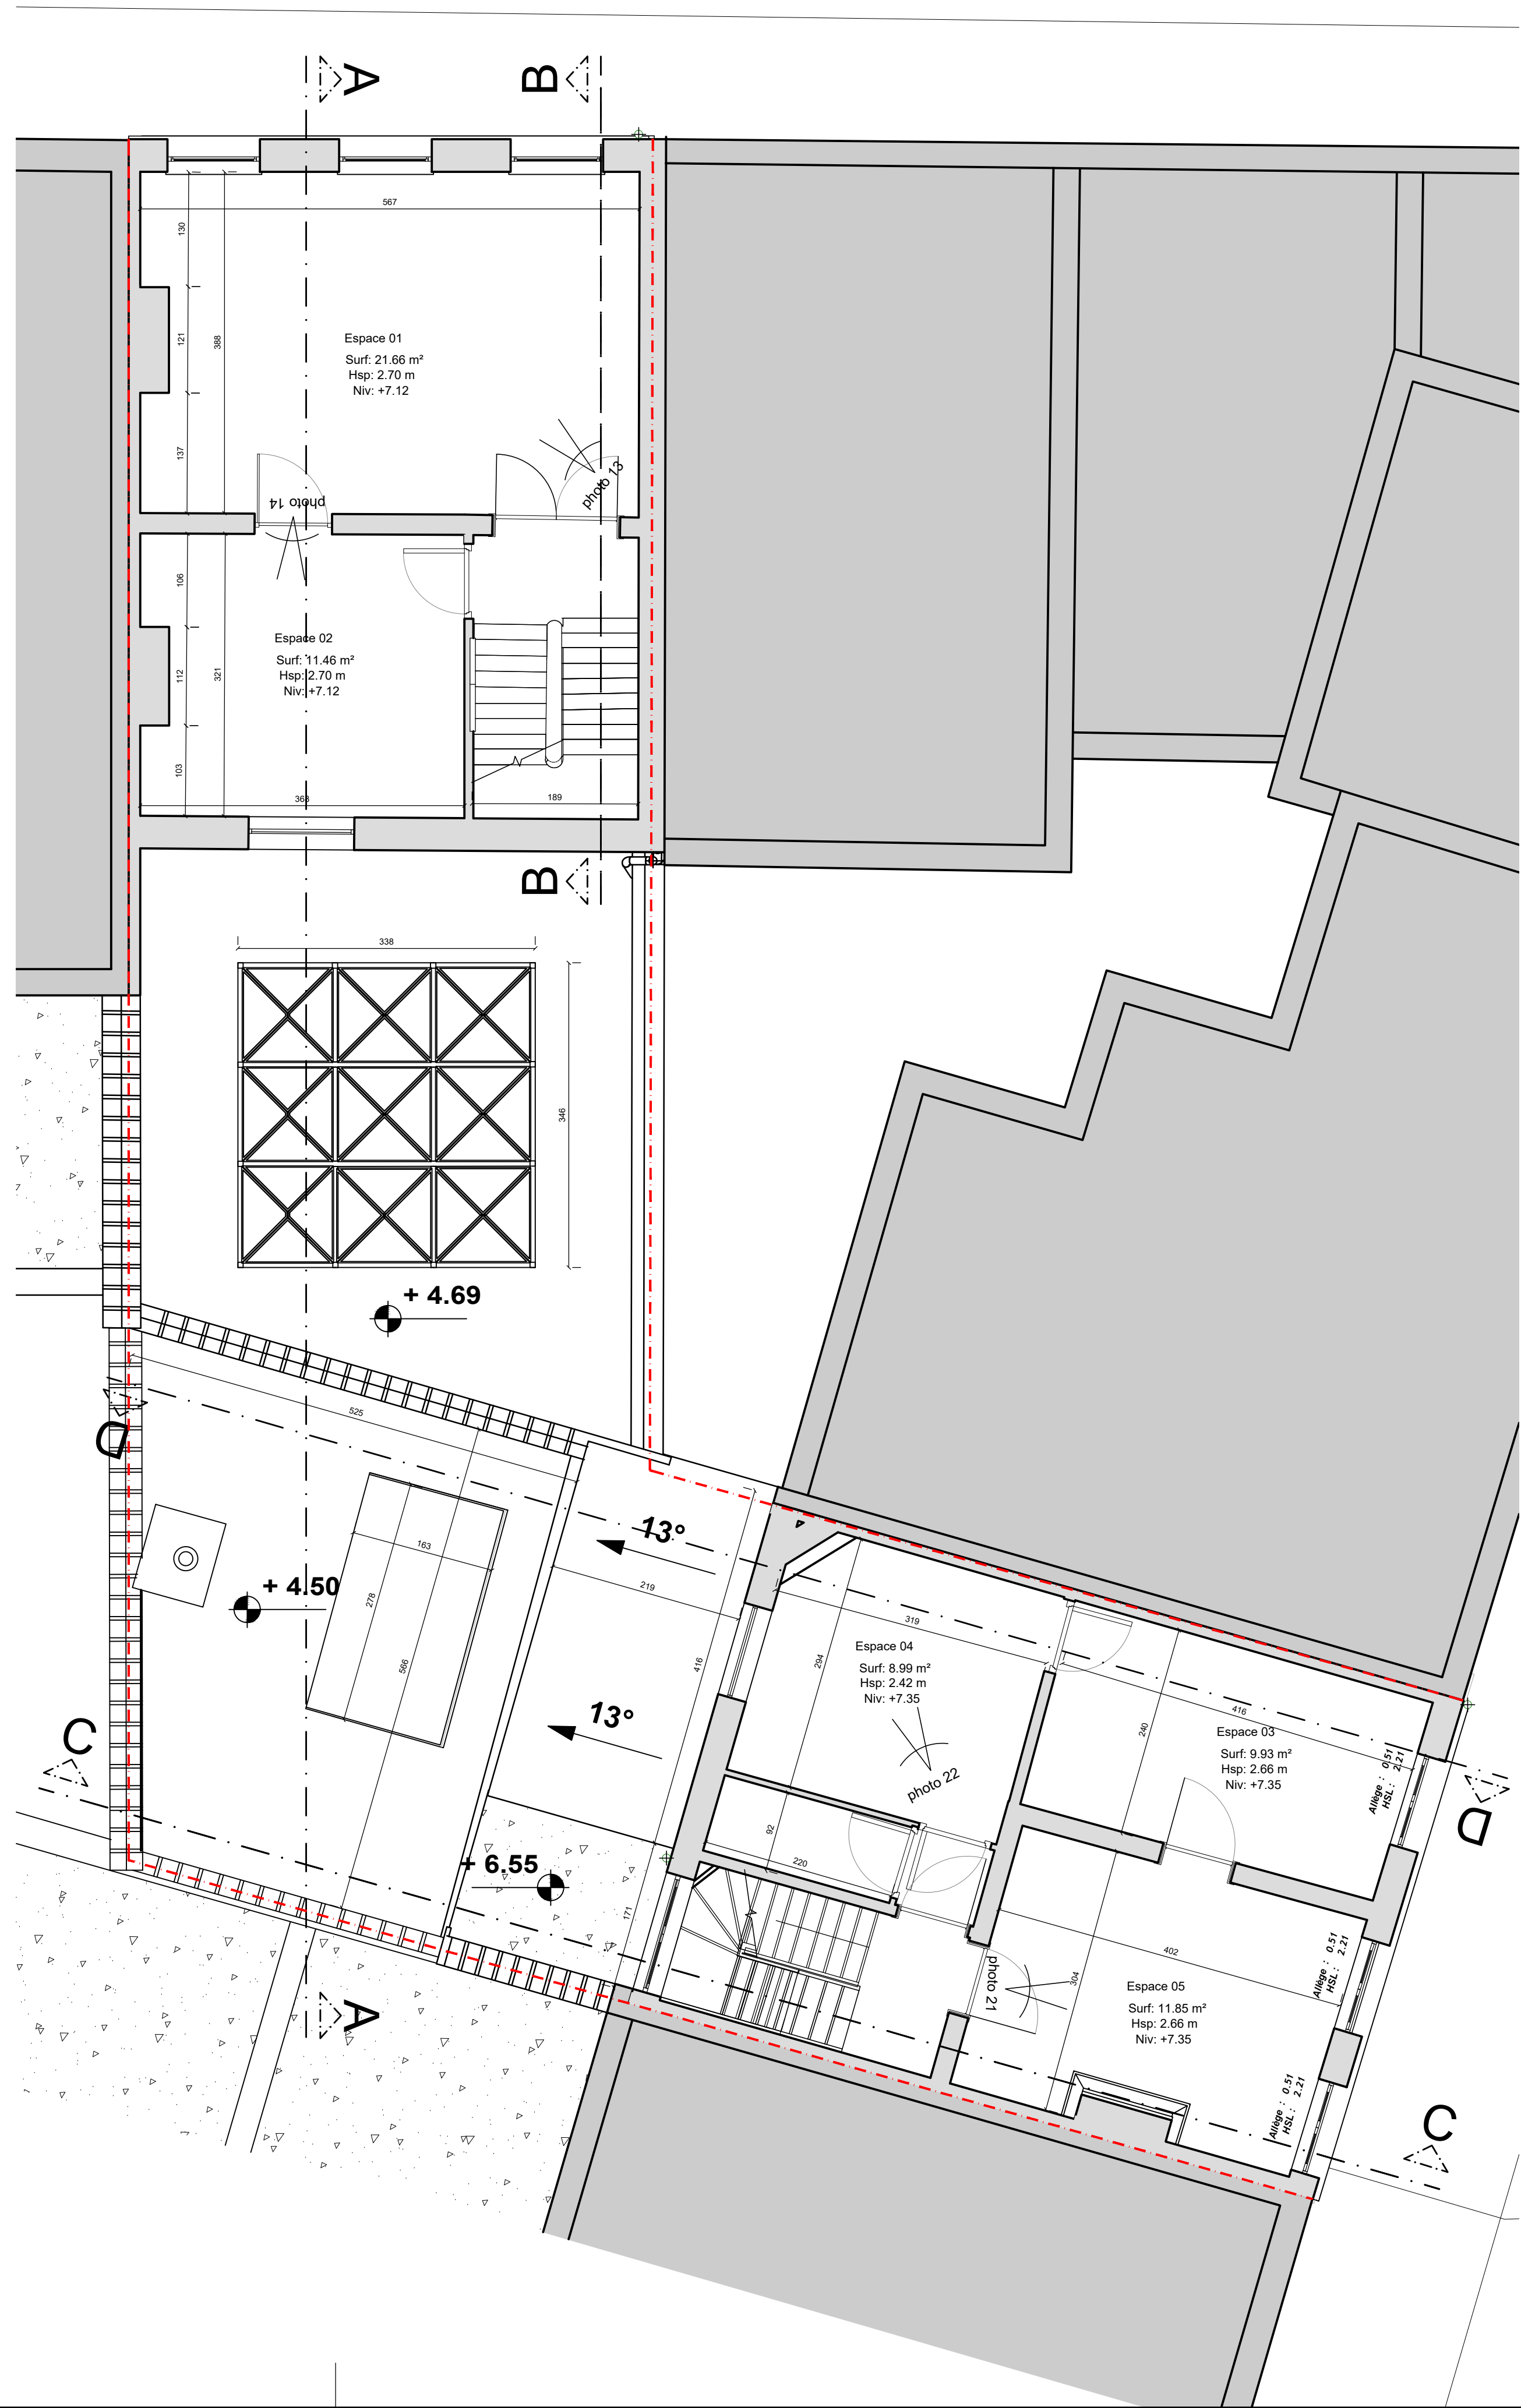 A
B
567
130
121
388
137
Espace 01
Surf: 21.66 m²
Hsp: 2.70 m
Niv: +7.12
photo 13
photo 14
106
112
321
103
Espace 02
Surf: 11.46 m²
Hsp: 2.70 m
Niv: +7.12
368
189
B
338
346
+ 4.69
D
525
163
278
566
+ 4.50
13°
219
416
13°
319
294
Espace 04
Surf: 8.99 m²
Hsp: 2.42 m
Niv: +7.35
photo 22
416
240
Espace 03
Surf: 9.93 m²
Hsp: 2.66 m
Niv: +7.35
Allège : 0.51
HSL : 2.21
D
C
92
220
+ 6.55
171
402
304
photo 21
Espace 05
Surf: 11.85 m²
Hsp: 2.66 m
Niv: +7.35
Allège : 0.51
HSL : 2.21
Allège : 0.51
HSL : 2.21
A
C